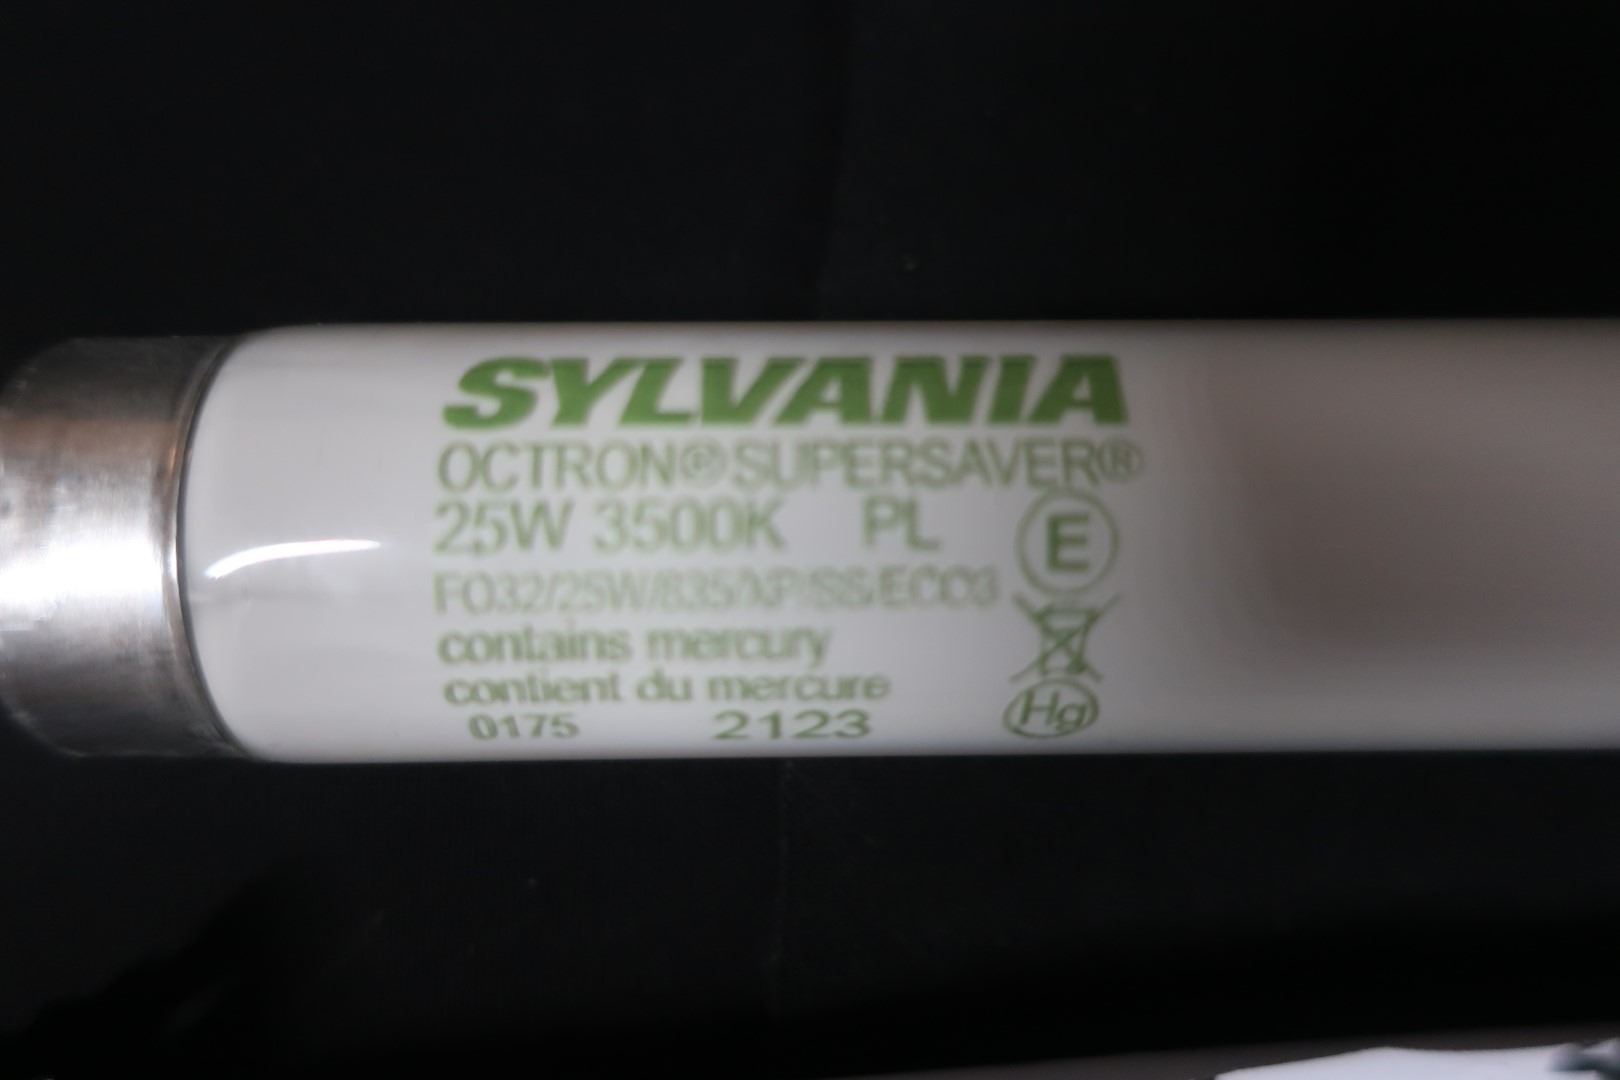 SYLVANIA
OCTRON® SUPERSAVER®
25W 3500K PL
E
FO32/25W/835/XP/SS/ECO3
contains mercury
contient du mercure
Hg
0175 2123